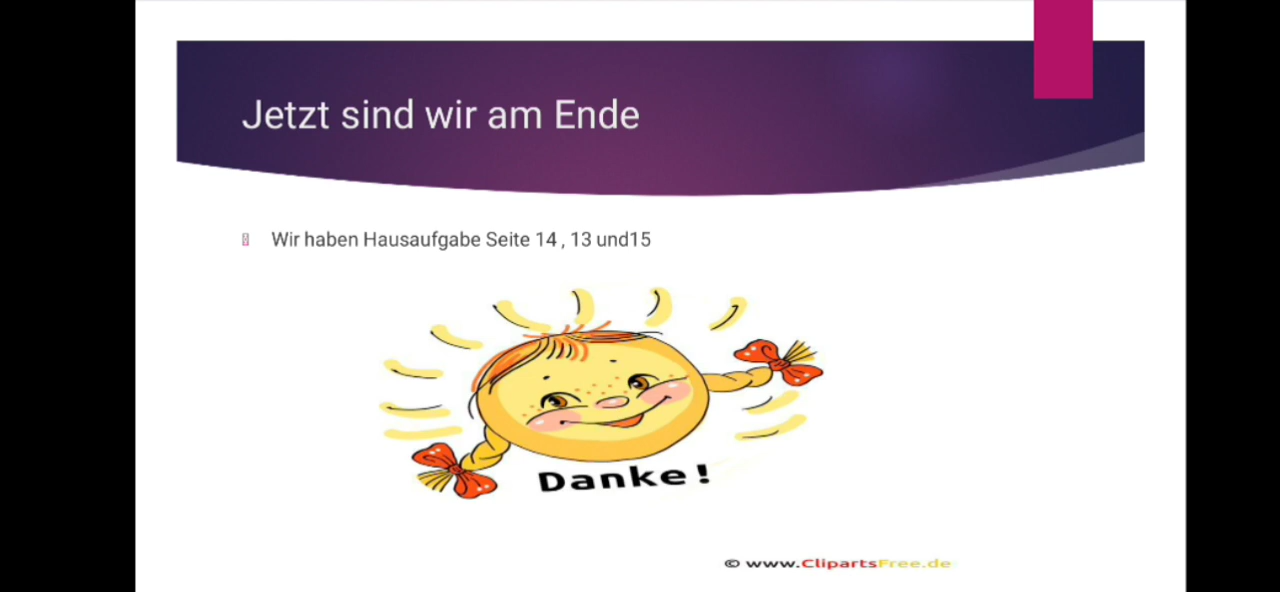 Jetzt sind wir am Ende
Wir haben Hausaufgabe Seite 14 , 13 und15
Danke!
© www.ClipartsFree.de